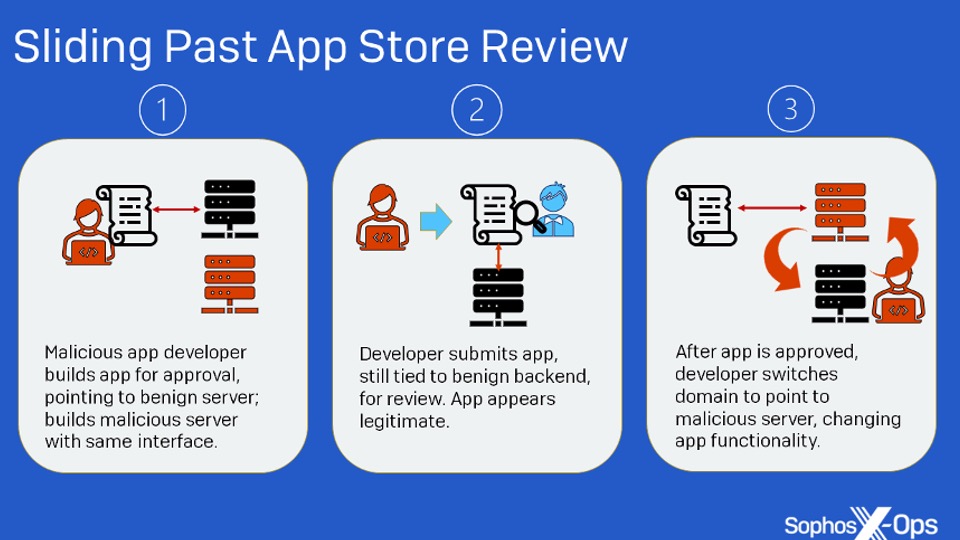 Sliding Past App Store Review
1
Malicious app developer
builds app for approval,
pointing to benign server;
builds malicious server
with same interface.
2
Developer submits app,
still tied to benign backend,
for review. App appears
legitimate.
3
After app is approved,
developer switches
domain to point to
malicious server, changing
app functionality.
Sophos X-Ops